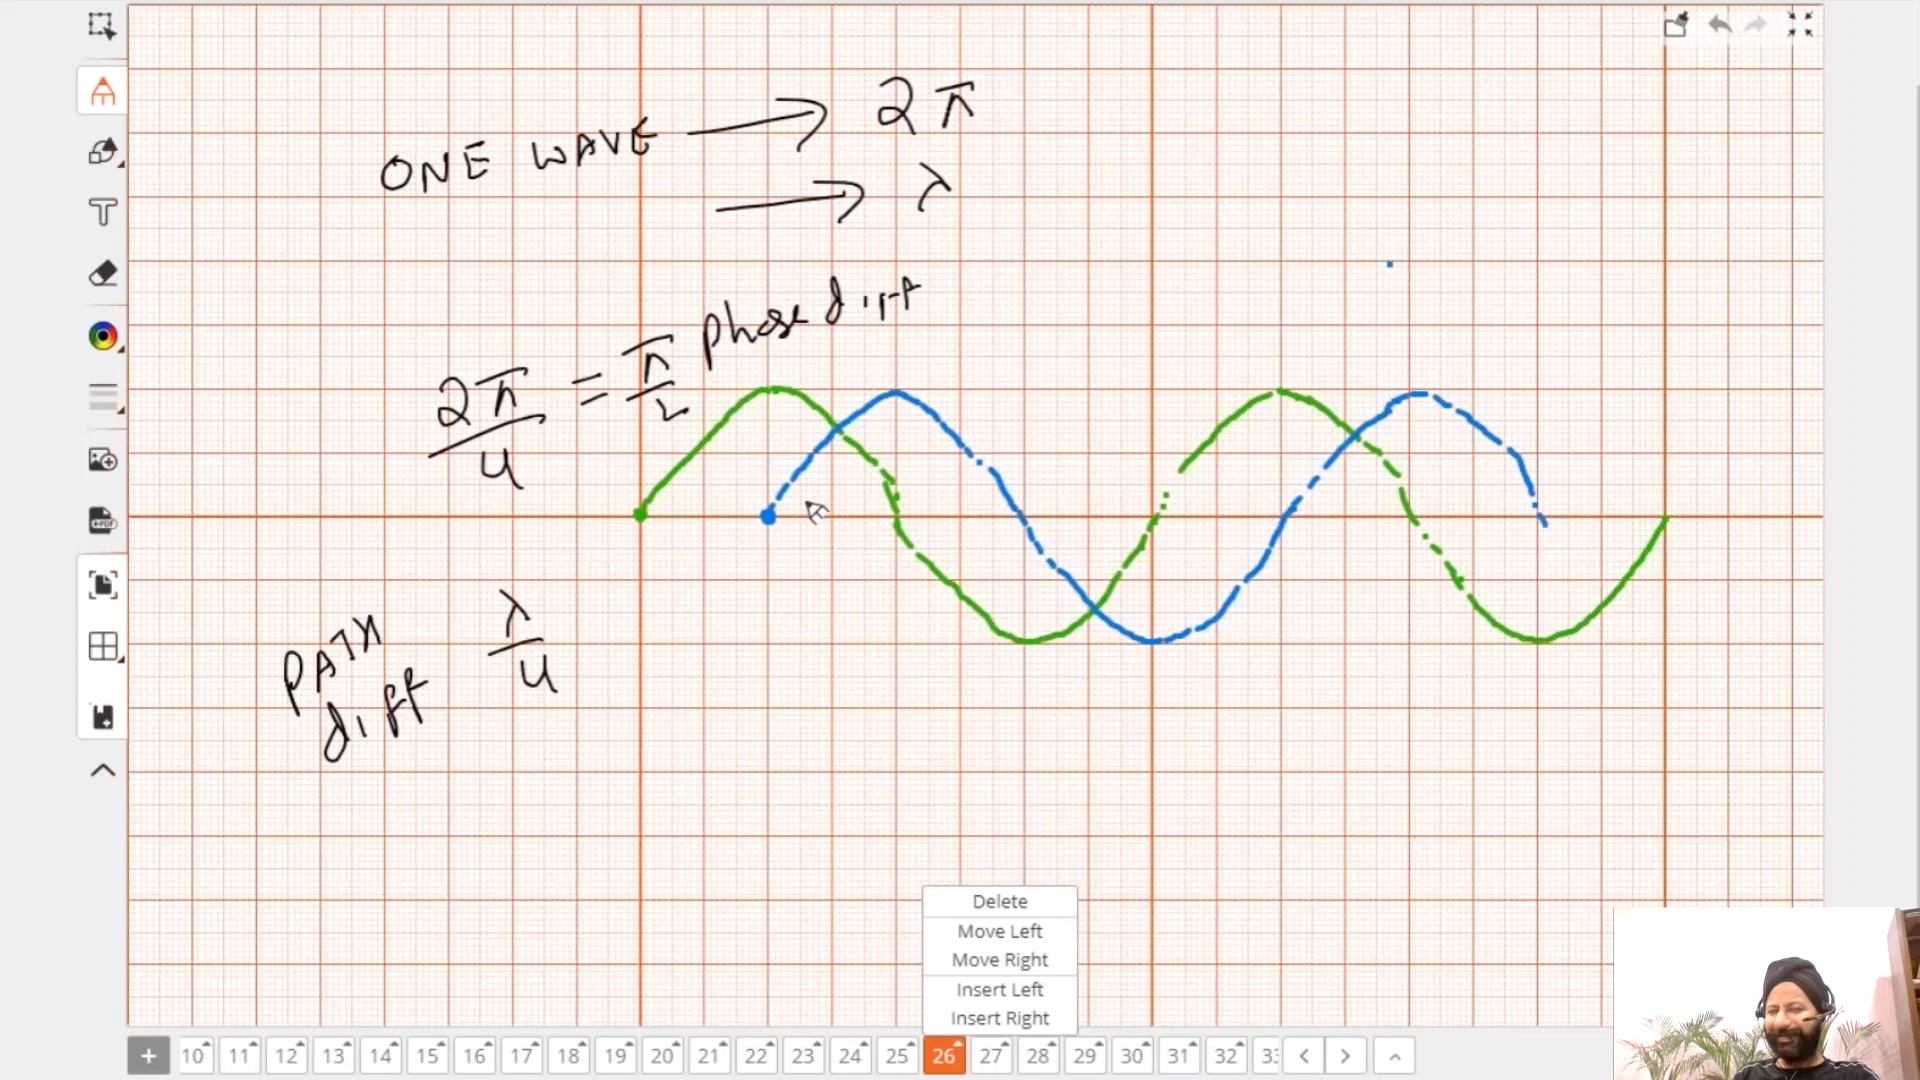 ONE WAVE → 2π
→ λ
2π/4 = π/2 phase diff
PATH
diff λ/4
Delete
Move Left
Move Right
Insert Left
Insert Right
+ 10 11 12 13 14 15 16 17 18 19 20 21 22 23 24 25 26 27 28 29 30 31 32
T
+PDF